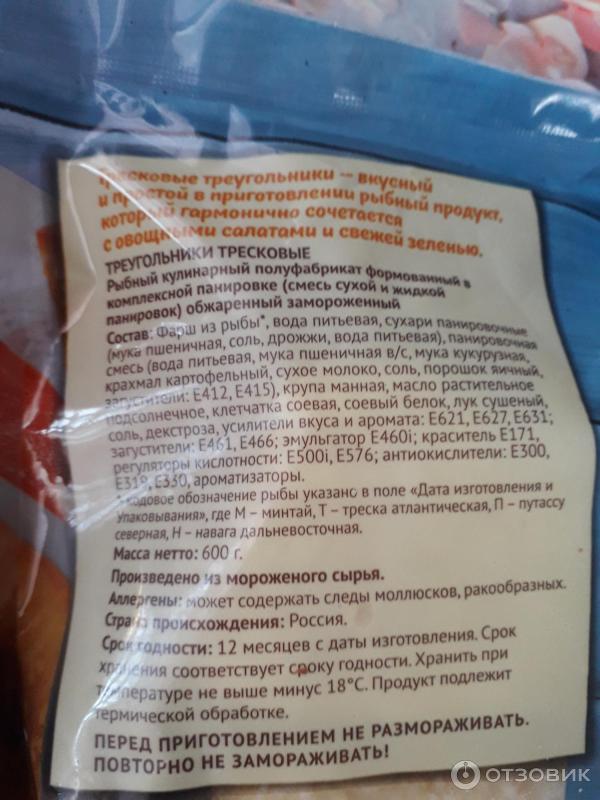 Тресковые треугольники — вкусный
и простой в приготовлении рыбный продукт,
который гармонично сочетается
с овощными салатами и свежей зеленью.
ТРЕУГОЛЬНИКИ ТРЕСКОВЫЕ
Рыбный кулинарный полуфабрикат формованный в
комплексной панировке (смесь сухой и жидкой
панировок) обжаренный замороженный
Состав: Фарш из рыбы*, вода питьевая, сухари панировочные
(мука пшеничная, соль, дрожжи, вода питьевая), панировочная
смесь (вода питьевая, мука пшеничная в/с, мука кукурузная,
крахмал картофельный, сухое молоко, соль, порошок яичный,
загустители: Е412, Е415), крупа манная, масло растительное
подсолнечное, клетчатка соевая, соевый белок, лук сушеный,
соль, декстроза, усилители вкуса и аромата: Е621, Е627, Е631;
загустители: Е461, Е466; эмульгатор Е460i; краситель Е171,
регуляторы кислотности: Е500i, Е576; антиокислители: Е300,
Е319, Е330, ароматизаторы.
* кодовое обозначение рыбы указано в поле «Дата изготовления и
Упаковывания», где М – минтай, Т – треска атлантическая, П – путассу
северная, Н – навага дальневосточная.
Масса нетто: 600 г.
Произведено из мороженого сырья.
Аллергены: может содержать следы моллюсков, ракообразных.
Страна происхождения: Россия.
Срок годности: 12 месяцев с даты изготовления. Срок
хранения соответствует сроку годности. Хранить при
температуре не выше минус 18°С. Продукт подлежит
термической обработке.
ПЕРЕД ПРИГОТОВЛЕНИЕМ НЕ РАЗМОРАЖИВАТЬ.
ПОВТОРНО НЕ ЗАМОРАЖИВАТЬ!
ОТЗОВИК